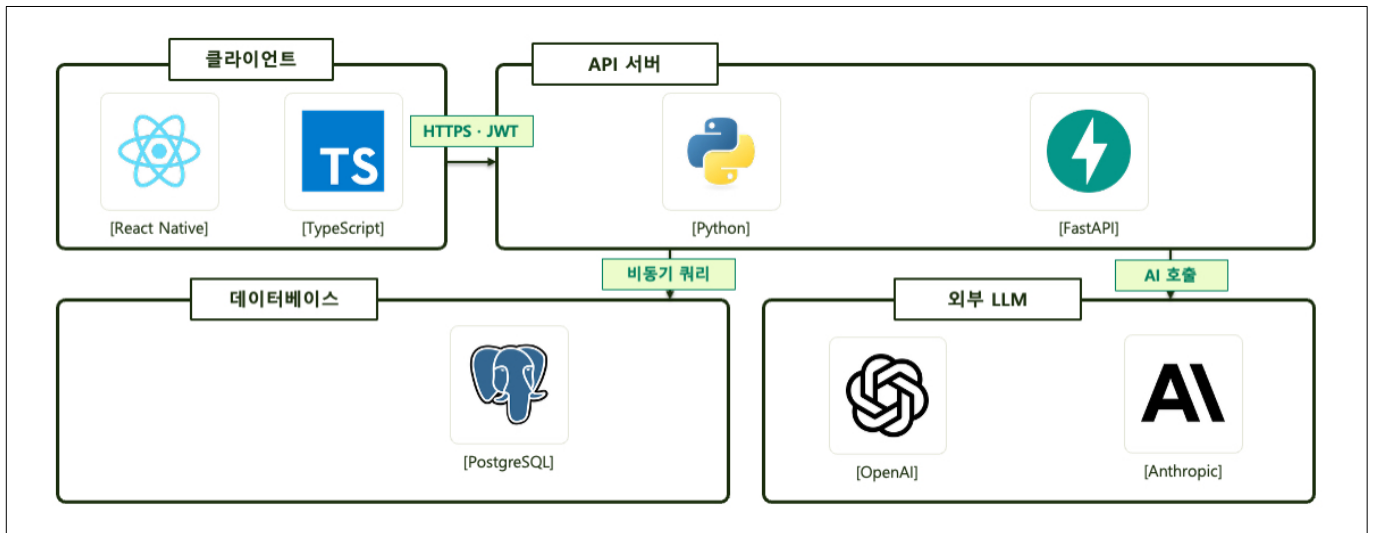 클라이언트
API 서버
TS
HTTPS · JWT
[React Native]
[TypeScript]
[Python]
[FastAPI]
비동기 쿼리
AI 호출
데이터베이스
외부 LLM
AI
[PostgreSQL]
[OpenAI]
[Anthropic]